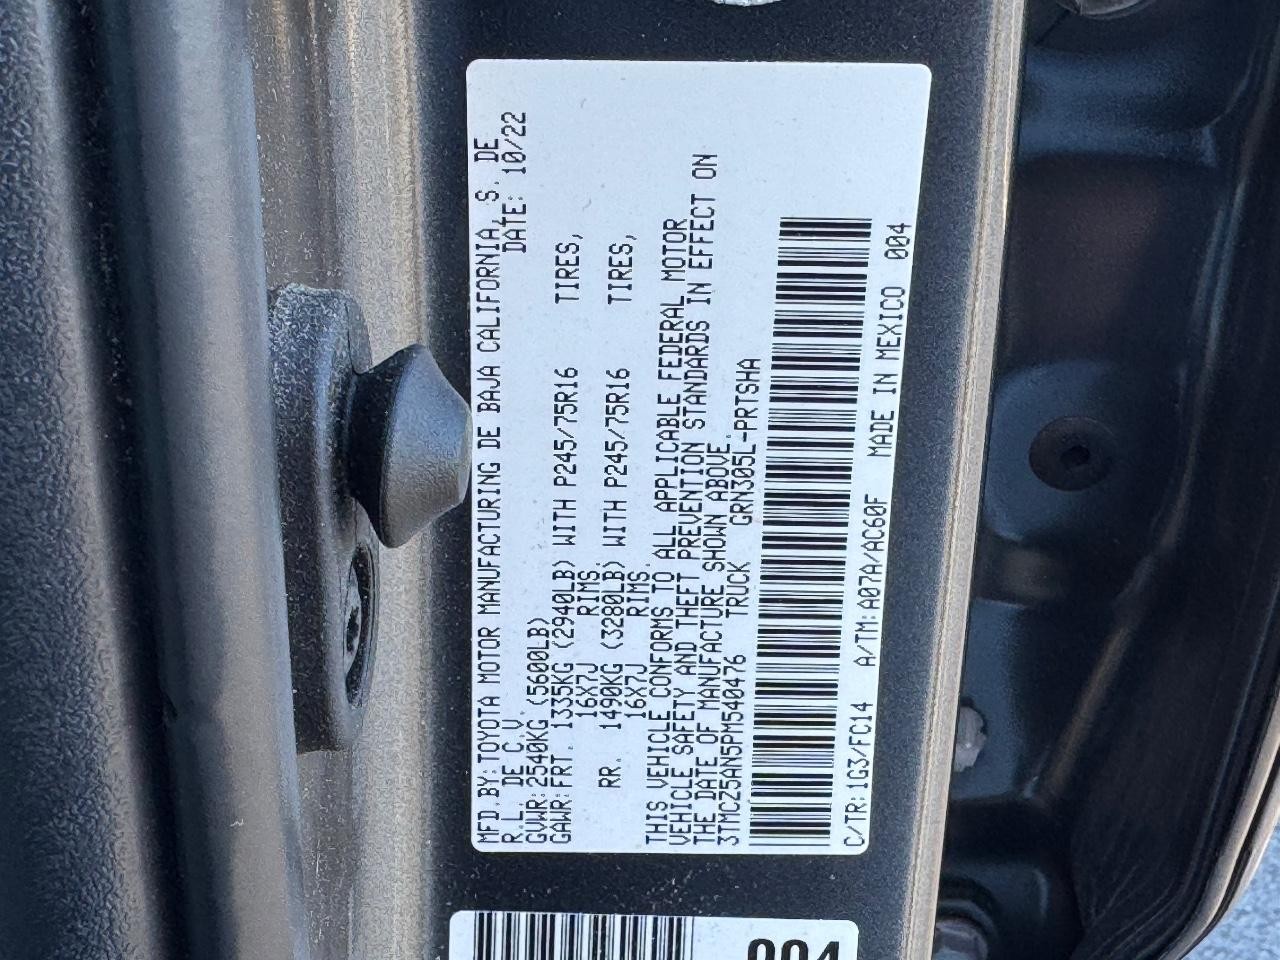 MFD.BY:TOYOTA MOTOR MANUFACTURING DE BAJA CALIFORNIA, S. DE
R.L. DE C.V. DATE: 10/22
GVWR:2540KG (5600LB)
GAWR:FRT. 1335KG (2940LB) WITH P245/75R16 TIRES,
16X7J RIMS.
RR. 1490KG (3280LB) WITH P245/75R16 TIRES,
16X7J RIMS.
THIS VEHICLE CONFORMS TO ALL APPLICABLE FEDERAL MOTOR
VEHICLE SAFETY AND THEFT PREVENTION STANDARDS IN EFFECT ON
THE DATE OF MANUFACTURE SHOWN ABOVE.
3TMCZ5AN5PM540476 TRUCK GRN305L-PRTSHA
C/TR:1G3/FC14 A/TM:A07A/AC60F MADE IN MEXICO 004
004